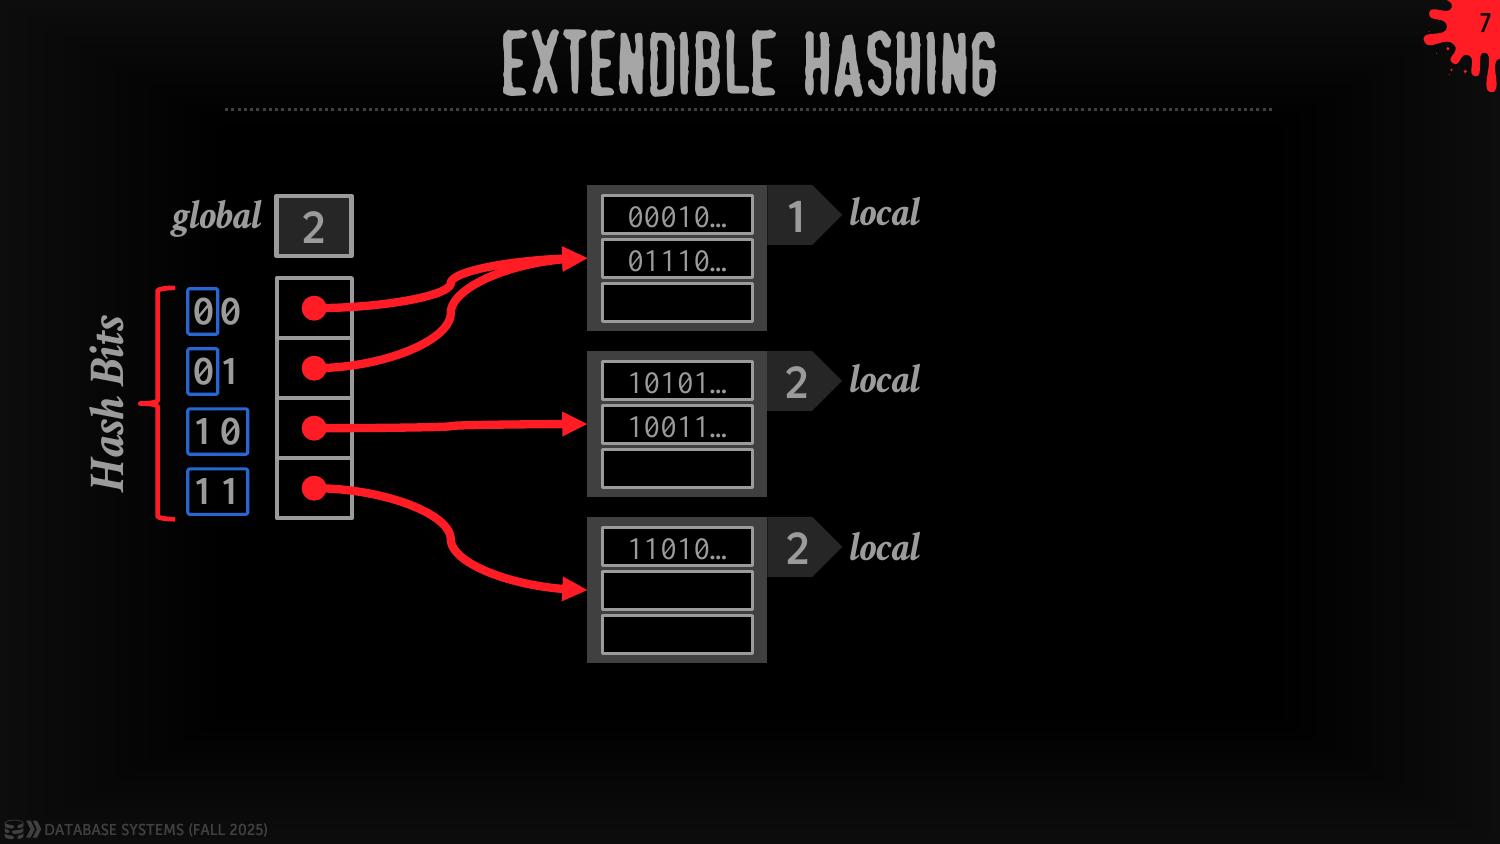 EXTENDIBLE HASHING
7
global
2
Hash Bits
00
01
10
11
00010…
01110…
1
local
10101…
10011…
2
local
11010…
2
local
DATABASE SYSTEMS (FALL 2025)